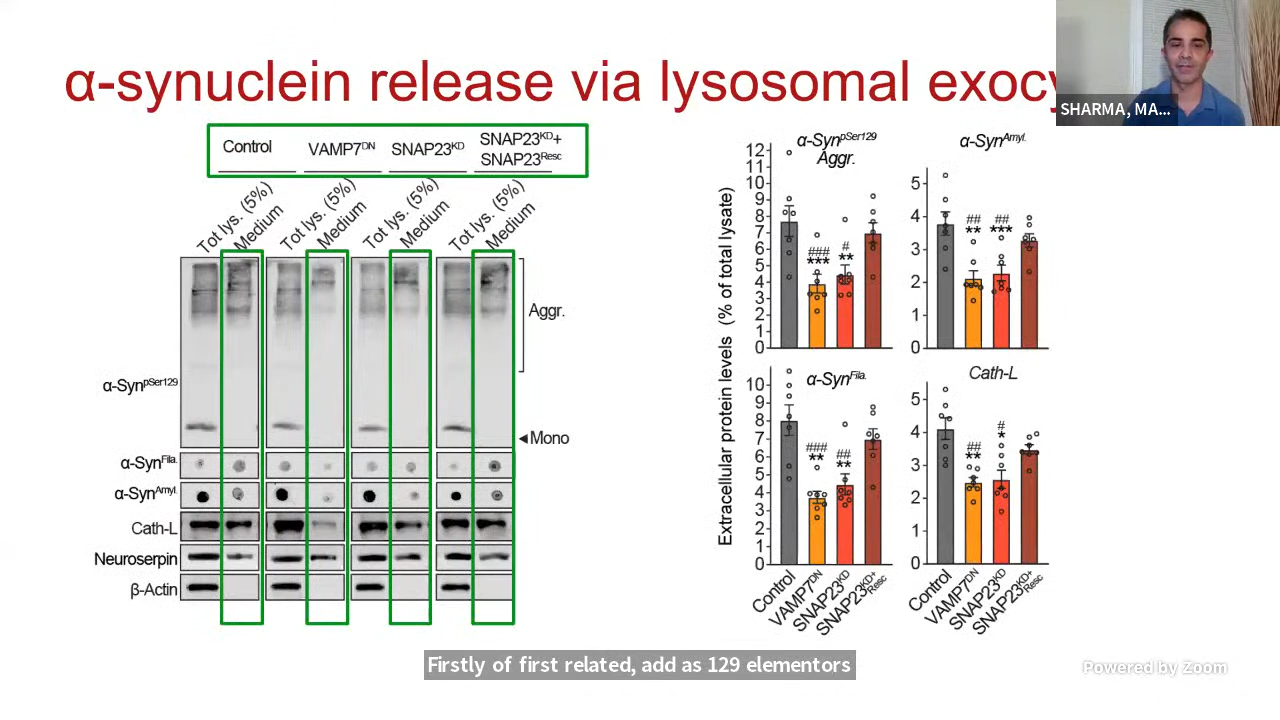 α-synuclein release via lysosomal exocy
SHARMA, MA...
Control
VAMP7DN
SNAP23KD
SNAP23KD+
SNAP23Resc
Tot lys. (5%)
Medium
Tot lys. (5%)
Medium
Tot lys. (5%)
Medium
Tot lys. (5%)
Medium
Aggr.
α-SynpSer129
Mono
α-SynFila.
α-SynAmyl.
Cath-L
Neuroserpin
β-Actin
Extracellular protein levels (% of total lysate)
α-SynpSer129
Aggr.
12
11
10
9
8
7
6
5
4
3
2
1
0
###
***
#
**
α-SynAmyl.
5
4
3
2
1
0
##
**
##
***
α-SynFila.
10
9
8
7
6
5
4
3
2
1
0
###
**
##
**
Cath-L
5
4
3
2
1
0
##
**
#
*
Control
VAMP7DN
SNAP23KD
SNAP23KD+
Resc
Control
VAMP7DN
SNAP23KD
SNAP23KD+
Resc
Firstly of first related, add as 129 elementors
Powered by Zoom